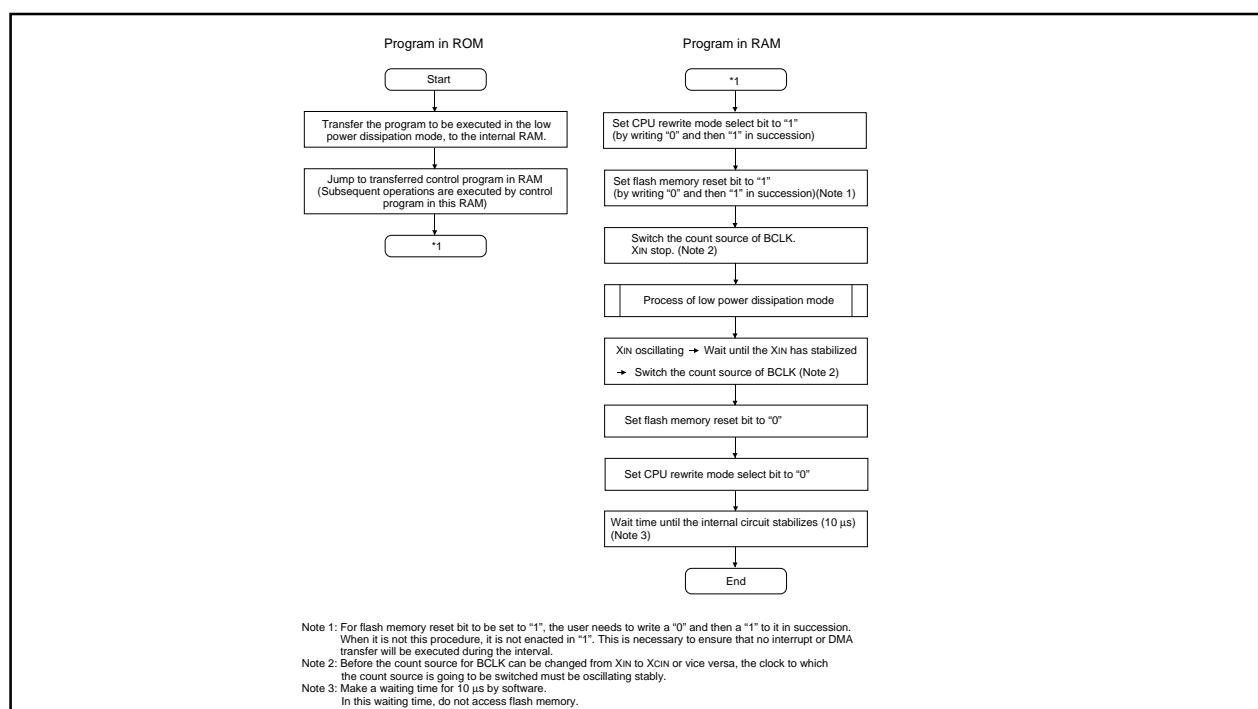 Program in ROM
Start
Transfer the program to be executed in the low
power dissipation mode, to the internal RAM.
Jump to transferred control program in RAM
(Subsequent operations are executed by control
program in this RAM)
*1
Program in RAM
*1
Set CPU rewrite mode select bit to “1”
(by writing “0” and then “1” in succession)
Set flash memory reset bit to “1”
(by writing “0” and then “1” in succession)(Note 1)
Switch the count source of BCLK.
XIN stop. (Note 2)
Process of low power dissipation mode
XIN oscillating → Wait until the XIN has stabilized
→ Switch the count source of BCLK (Note 2)
Set flash memory reset bit to “0”
Set CPU rewrite mode select bit to “0”
Wait time until the internal circuit stabilizes (10 µs)
(Note 3)
End
Note 1: For flash memory reset bit to be set to “1”, the user needs to write a “0” and then a “1” to it in succession.
When it is not this procedure, it is not enacted in “1”. This is necessary to ensure that no interrupt or DMA
transfer will be executed during the interval.
Note 2: Before the count source for BCLK can be changed from XIN to XCIN or vice versa, the clock to which
the count source is going to be switched must be oscillating stably.
Note 3: Make a waiting time for 10 µs by software.
In this waiting time, do not access flash memory.